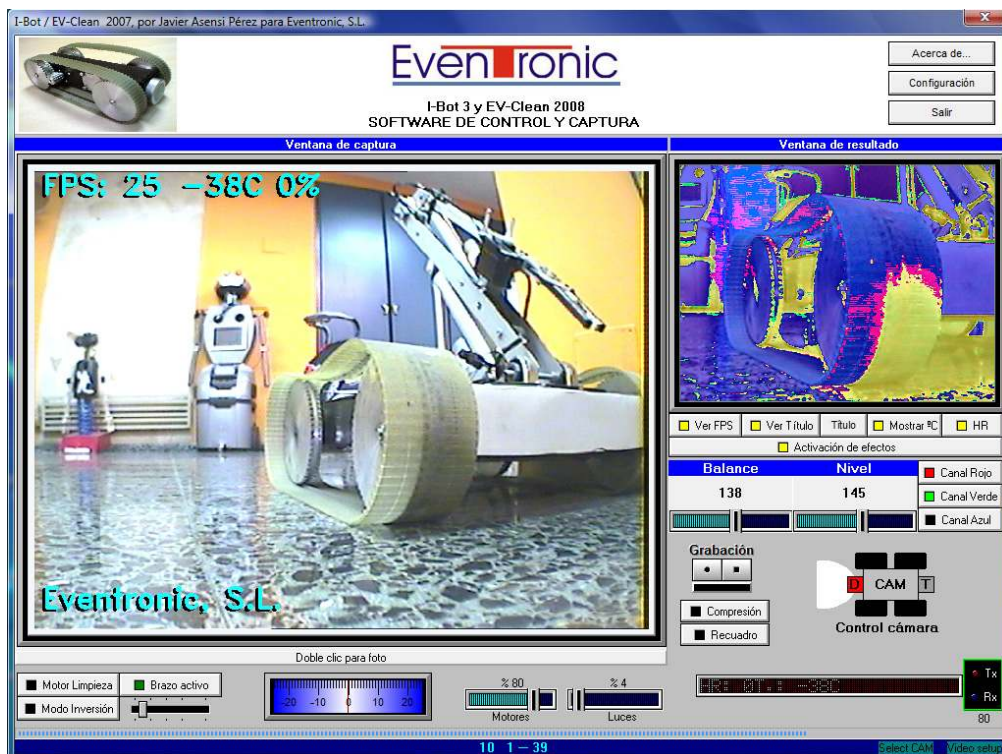 I-Bot / EV-Clean 2007, por Javier Asensi Pérez para Eventronic, S.L.
EvenTronic
I-Bot 3 y EV-Clean 2008
SOFTWARE DE CONTROL Y CAPTURA
Acerca de...
Configuración
Salir
Ventana de captura
Ventana de resultado
FPS: 25 -38C 0%
Eventronic, S.L.
Ver FPS
Ver Título
Título
Mostrar ªC
HR
Activación de efectos
Balance
Nivel
138
145
Canal Rojo
Canal Verde
Canal Azul
Grabación
Compresión
Recuadro
D
CAM
T
Control cámara
Doble clic para foto
Motor Limpieza
Brazo activo
Modo Inversión
-20 -10 0 10 20
% 80
Motores
% 4
Luces
HR: 0T.: -38C
Tx
Rx
80
10 1 - 39
Select CAM
Video setup